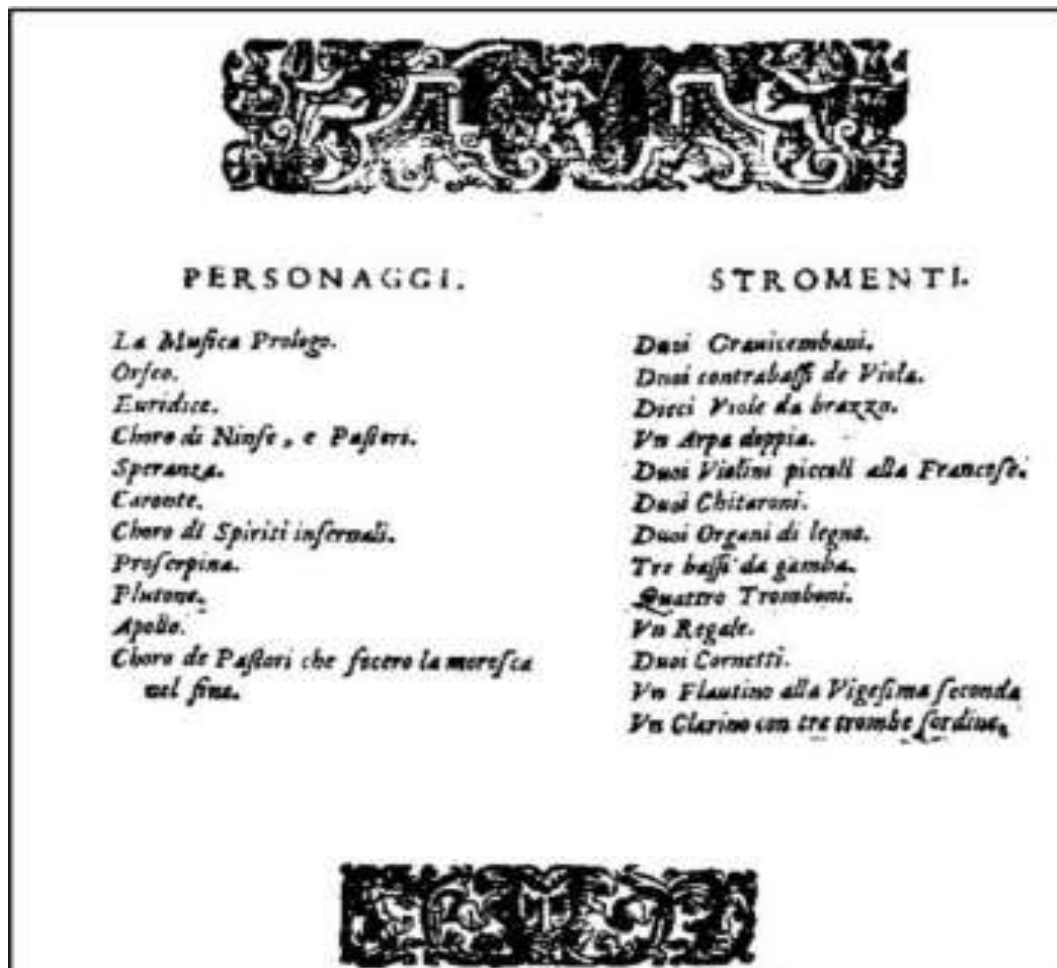 PERSONAGGI.
La Muſica Prologo.
Orfeo.
Euridice.
Choro di Ninfe, e Paſtori.
Speranza.
Caronte.
Choro di Spiriti infernali.
Proſerpina.
Plutone.
Apollo.
Choro de Paſtori che fecero la moreſca
nel fine.
STROMENTI.
Duoi Grauicembani.
Duoi contrabaſſi de Viola.
Dieci Viole da brazzo.
Vn Arpa doppia.
Duoi Violini piccoli alla Franceſe.
Duoi Chitaroni.
Duoi Organi di legno.
Tre baſſi da gamba.
Quattro Tromboni.
Vn Regale.
Duoi Cornetti.
Vn Flautino alla Vigeſima ſeconda
Vn Clarino con tre trombe ſordine.